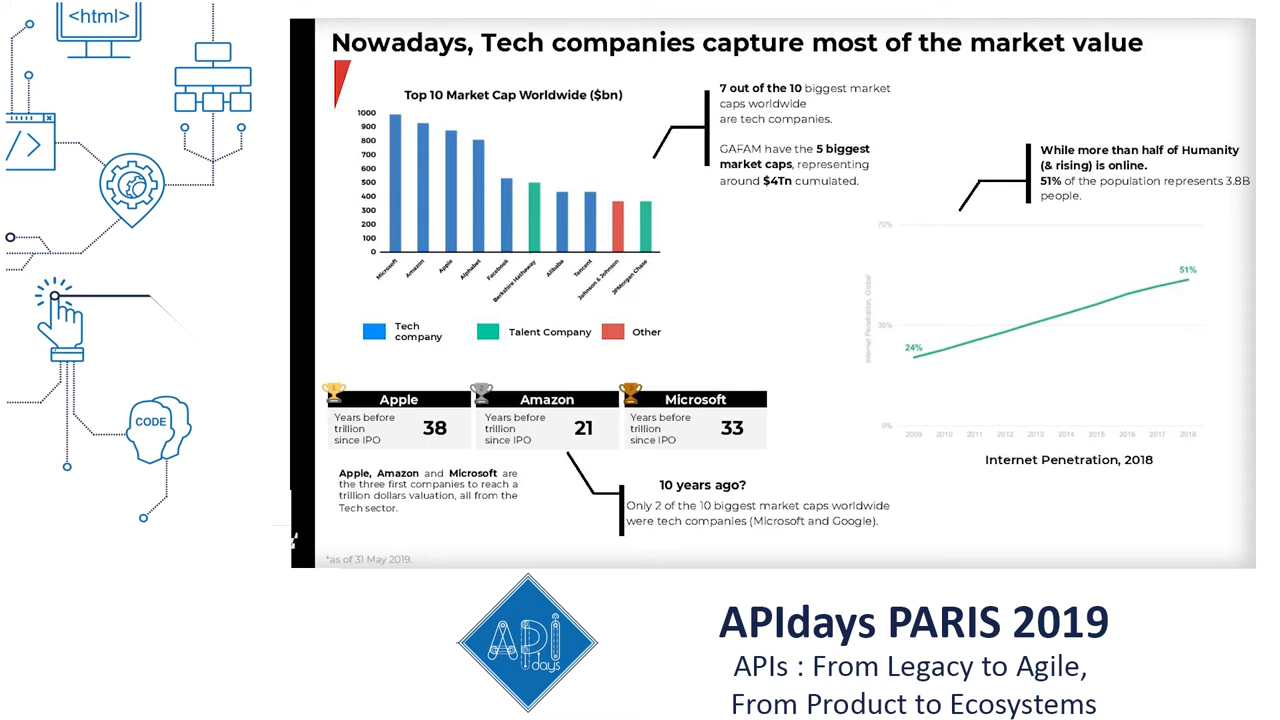 <html>
</>
CODE
Nowadays, Tech companies capture most of the market value
Top 10 Market Cap Worldwide ($bn)
1000
900
800
700
600
500
400
300
200
100
0
Microsoft
Amazon
Apple
Alphabet
Facebook
Berkshire Hathaway
Alibaba
Tencent
Johnson & Johnson
JPMorgan Chase
Tech
company
Talent Company
Other
7 out of the 10 biggest market
caps worldwide
are tech companies.
GAFAM have the 5 biggest
market caps, representing
around $4Tn cumulated.
While more than half of Humanity
(& rising) is online.
51% of the population represents 3.8B
people.
70%
35%
0%
Internet Penetration, Global
24%
51%
2009
2010
2011
2012
2013
2014
2015
2016
2017
2018
Internet Penetration, 2018
1
Apple
Years before
trillion
since IPO
38
2
Amazon
Years before
trillion
since IPO
21
3
Microsoft
Years before
trillion
since IPO
33
Apple, Amazon and Microsoft are
the three first companies to reach a
trillion dollars valuation, all from the
Tech sector.
10 years ago?
Only 2 of the 10 biggest market caps worldwide
were tech companies (Microsoft and Google).
*as of 31 May 2019.
API
days
APIdays PARIS 2019
APIs : From Legacy to Agile,
From Product to Ecosystems